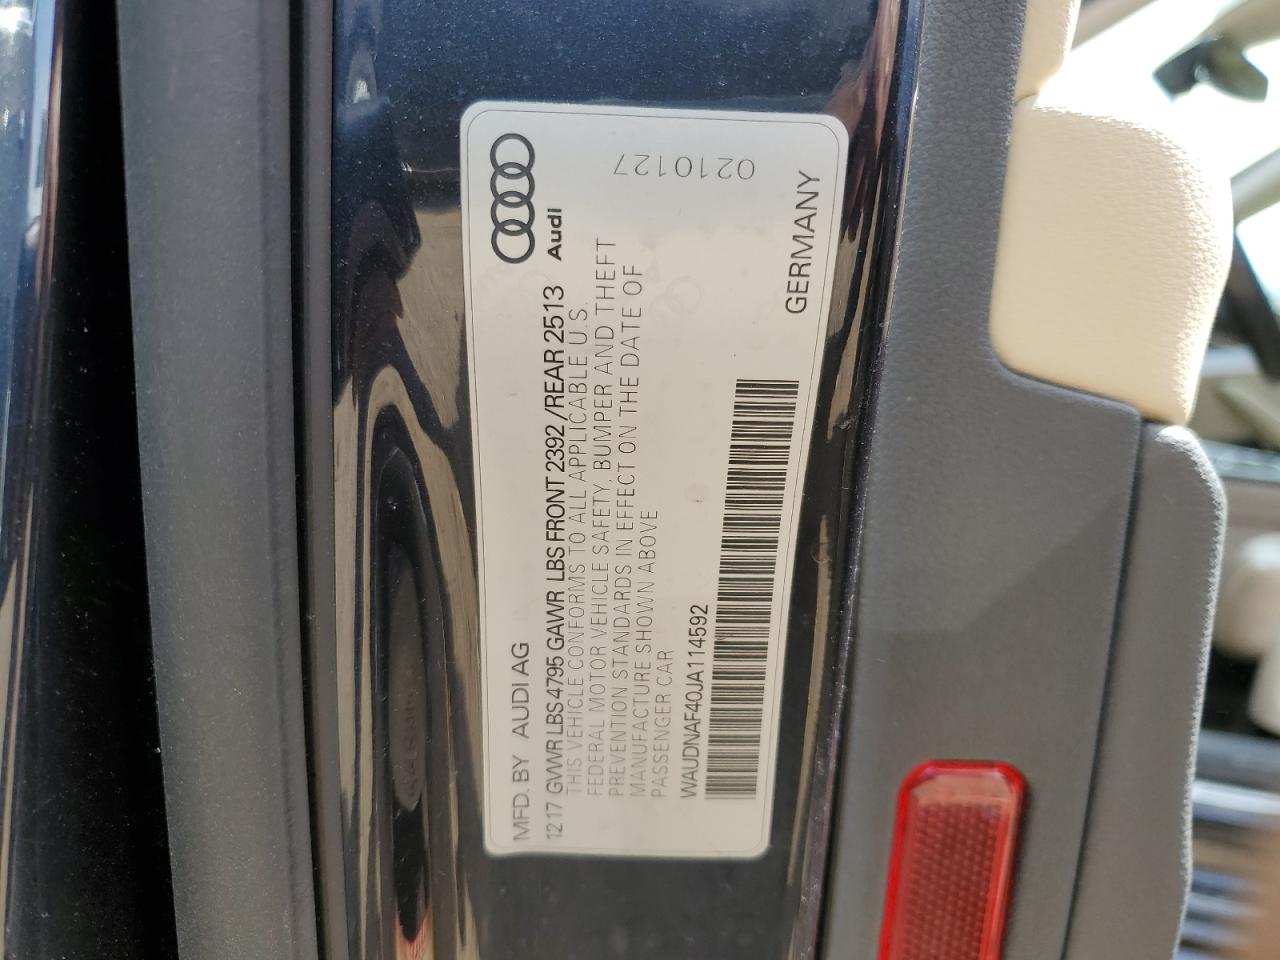 Audi
MFD. BY AUDI AG
12 17 GVWR LBS 4795 GAWR LBS FRONT 2392 /REAR 2513
THIS VEHICLE CONFORMS TO ALL APPLICABLE U.S.
FEDERAL MOTOR VEHICLE SAFETY, BUMPER AND THEFT
PREVENTION STANDARDS IN EFFECT ON THE DATE OF
MANUFACTURE SHOWN ABOVE
PASSENGER CAR
WAUDNAF40JA114592
GERMANY
0210127